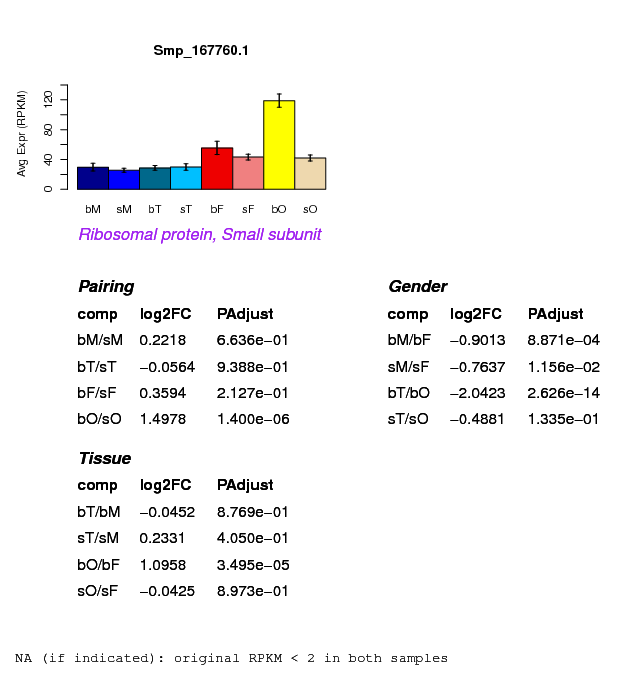 Smp_167760.1
Avg Expr (RPKM)
0 40 80 120
bM sM bT sT bF sF bO sO
Ribosomal protein, Small subunit
Pairing
comp log2FC PAdjust
bM/sM 0.2218 6.636e−01
bT/sT −0.0564 9.388e−01
bF/sF 0.3594 2.127e−01
bO/sO 1.4978 1.400e−06
Gender
comp log2FC PAdjust
bM/bF −0.9013 8.871e−04
sM/sF −0.7637 1.156e−02
bT/bO −2.0423 2.626e−14
sT/sO −0.4881 1.335e−01
Tissue
comp log2FC PAdjust
bT/bM −0.0452 8.769e−01
sT/sM 0.2331 4.050e−01
bO/bF 1.0958 3.495e−05
sO/sF −0.0425 8.973e−01
NA (if indicated): original RPKM < 2 in both samples